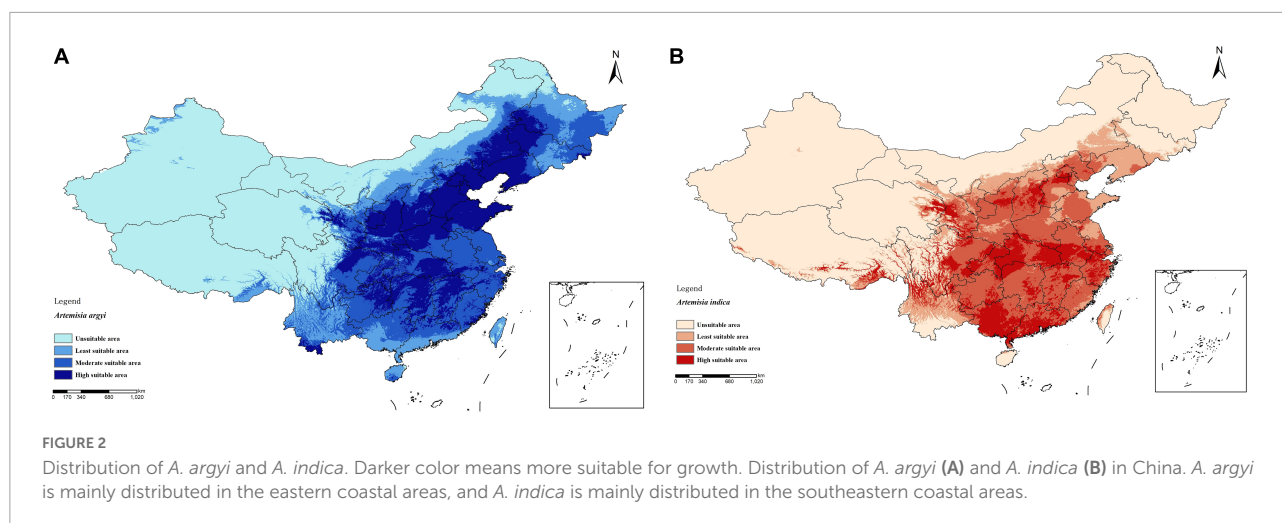 A
N
Legend
Artemisia argyi
Unsuitable area
Least suitable area
Moderate suitable area
High suitable area
0 170 340 680 1,020 km
B
N
Legend
Artemisia indica
Unsuitable area
Least suitable area
Moderate suitable area
High suitable area
0 170 340 680 1,020 km
FIGURE 2
Distribution of A. argyi and A. indica. Darker color means more suitable for growth. Distribution of A. argyi (A) and A. indica (B) in China. A. argyi
is mainly distributed in the eastern coastal areas, and A. indica is mainly distributed in the southeastern coastal areas.